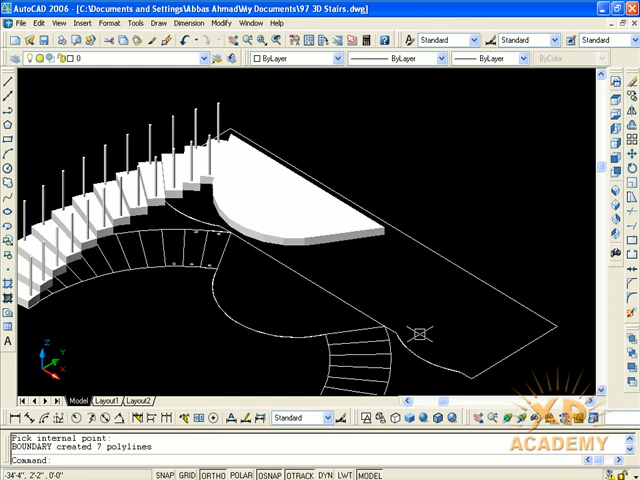 AutoCAD 2006 - [C:\Documents and Settings\Abbas Ahmad\My Documents\97 3D Stairs.dwg]
File Edit View Insert Format Tools Draw Dimension Modify Window Help
Standard Standard Standard
0 ByLayer ByLayer ByLayer ByColor
Z
Y
X
Model Layout1 Layout2
Standard
Pick internal point:
BOUNDARY created 7 polylines
Command:
XD
ACADEMY
-34'-4", 2'-2", 0'-0" SNAP GRID ORTHO POLAR OSNAP OTRACK DYN LWT MODEL